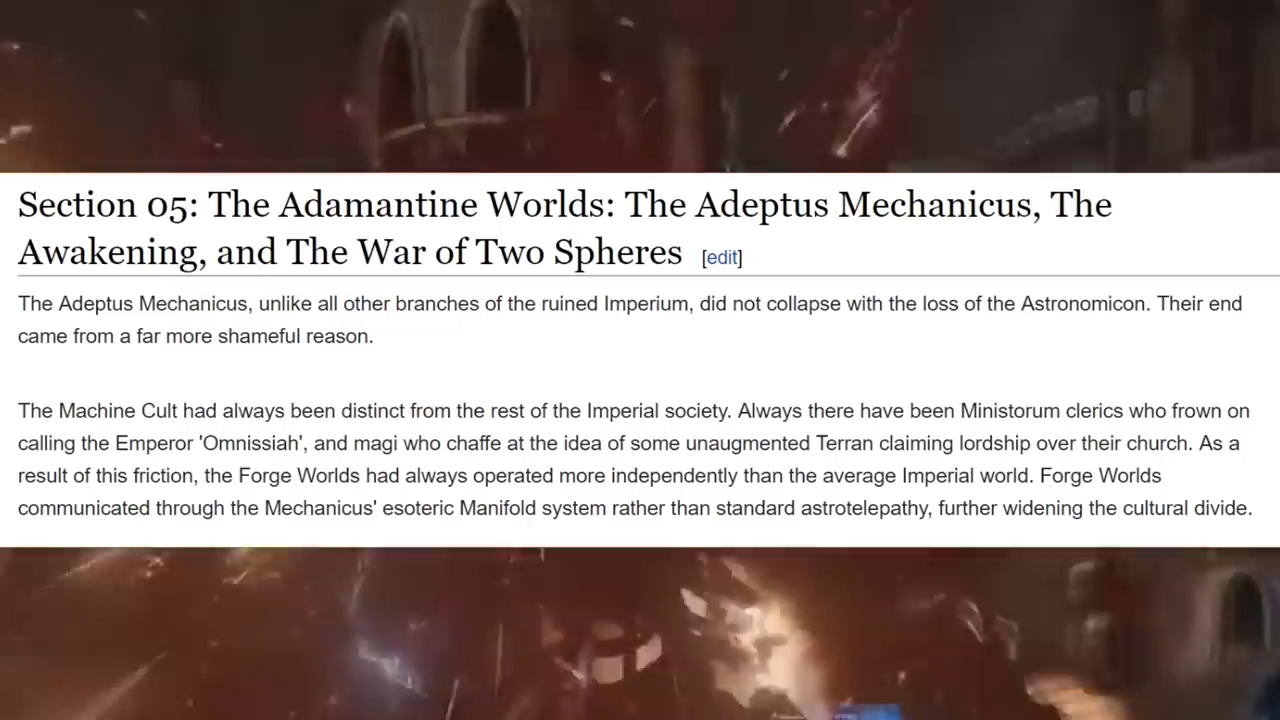 Section 05: The Adamantine Worlds: The Adeptus Mechanicus, The
Awakening, and The War of Two Spheres [edit]
The Adeptus Mechanicus, unlike all other branches of the ruined Imperium, did not collapse with the loss of the Astronomicon. Their end
came from a far more shameful reason.
The Machine Cult had always been distinct from the rest of the Imperial society. Always there have been Ministorum clerics who frown on
calling the Emperor 'Omnissiah', and magi who chaffe at the idea of some unaugmented Terran claiming lordship over their church. As a
result of this friction, the Forge Worlds had always operated more independently than the average Imperial world. Forge Worlds
communicated through the Mechanicus' esoteric Manifold system rather than standard astrotelepathy, further widening the cultural divide.